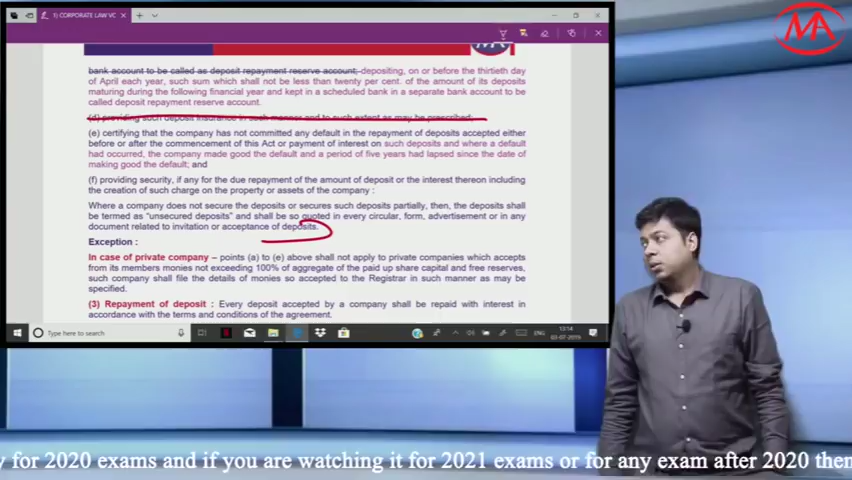 MA
1) CORPORATE LAW VC
bank account to be called as deposit repayment reserve account; depositing, on or before the thirtieth day
of April each year, such sum which shall not be less than twenty per cent. of the amount of its deposits
maturing during the following financial year and kept in a scheduled bank in a separate bank account to be
called deposit repayment reserve account.
(d) providing such deposit insurance in such manner and to such extent as may be prescribed;
(e) certifying that the company has not committed any default in the repayment of deposits accepted either
before or after the commencement of this Act or payment of interest on such deposits and where a default
had occurred, the company made good the default and a period of five years had lapsed since the date of
making good the default; and
(f) providing security, if any for the due repayment of the amount of deposit or the interest thereon including
the creation of such charge on the property or assets of the company :
Where a company does not secure the deposits or secures such deposits partially, then, the deposits shall
be termed as "unsecured deposits" and shall be so quoted in every circular, form, advertisement or in any
document related to invitation or acceptance of deposits.
Exception :
In case of private company – points (a) to (e) above shall not apply to private companies which accepts
from its members monies not exceeding 100% of aggregate of the paid up share capital and free reserves,
such company shall file the details of monies so accepted to the Registrar in such manner as may be
specified.
(3) Repayment of deposit : Every deposit accepted by a company shall be repaid with interest in
accordance with the terms and conditions of the agreement.
Type here to search
ENG
13:14
03-07-2019
y for 2020 exams and if you are watching it for 2021 exams or for any exam after 2020 then